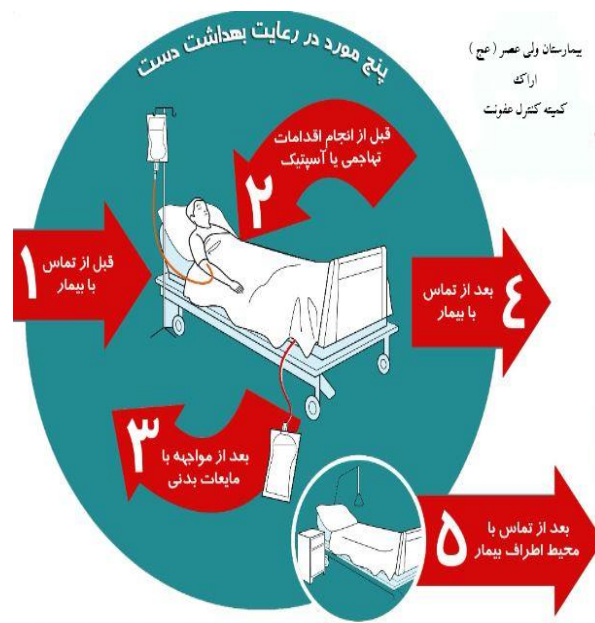 پنج مورد در رعایت بهداشت دست
بیمارستان ولی عصر (عج)
اراک
کمیته کنترل عفونت
۱
قبل از تماس
با بیمار
۲
قبل از انجام اقدامات
تهاجمی یا آسپتیک
۳
بعد از مواجهه با
مایعات بدنی
٤
بعد از تماس
با بیمار
۵
بعد از تماس با
محیط اطراف بیمار